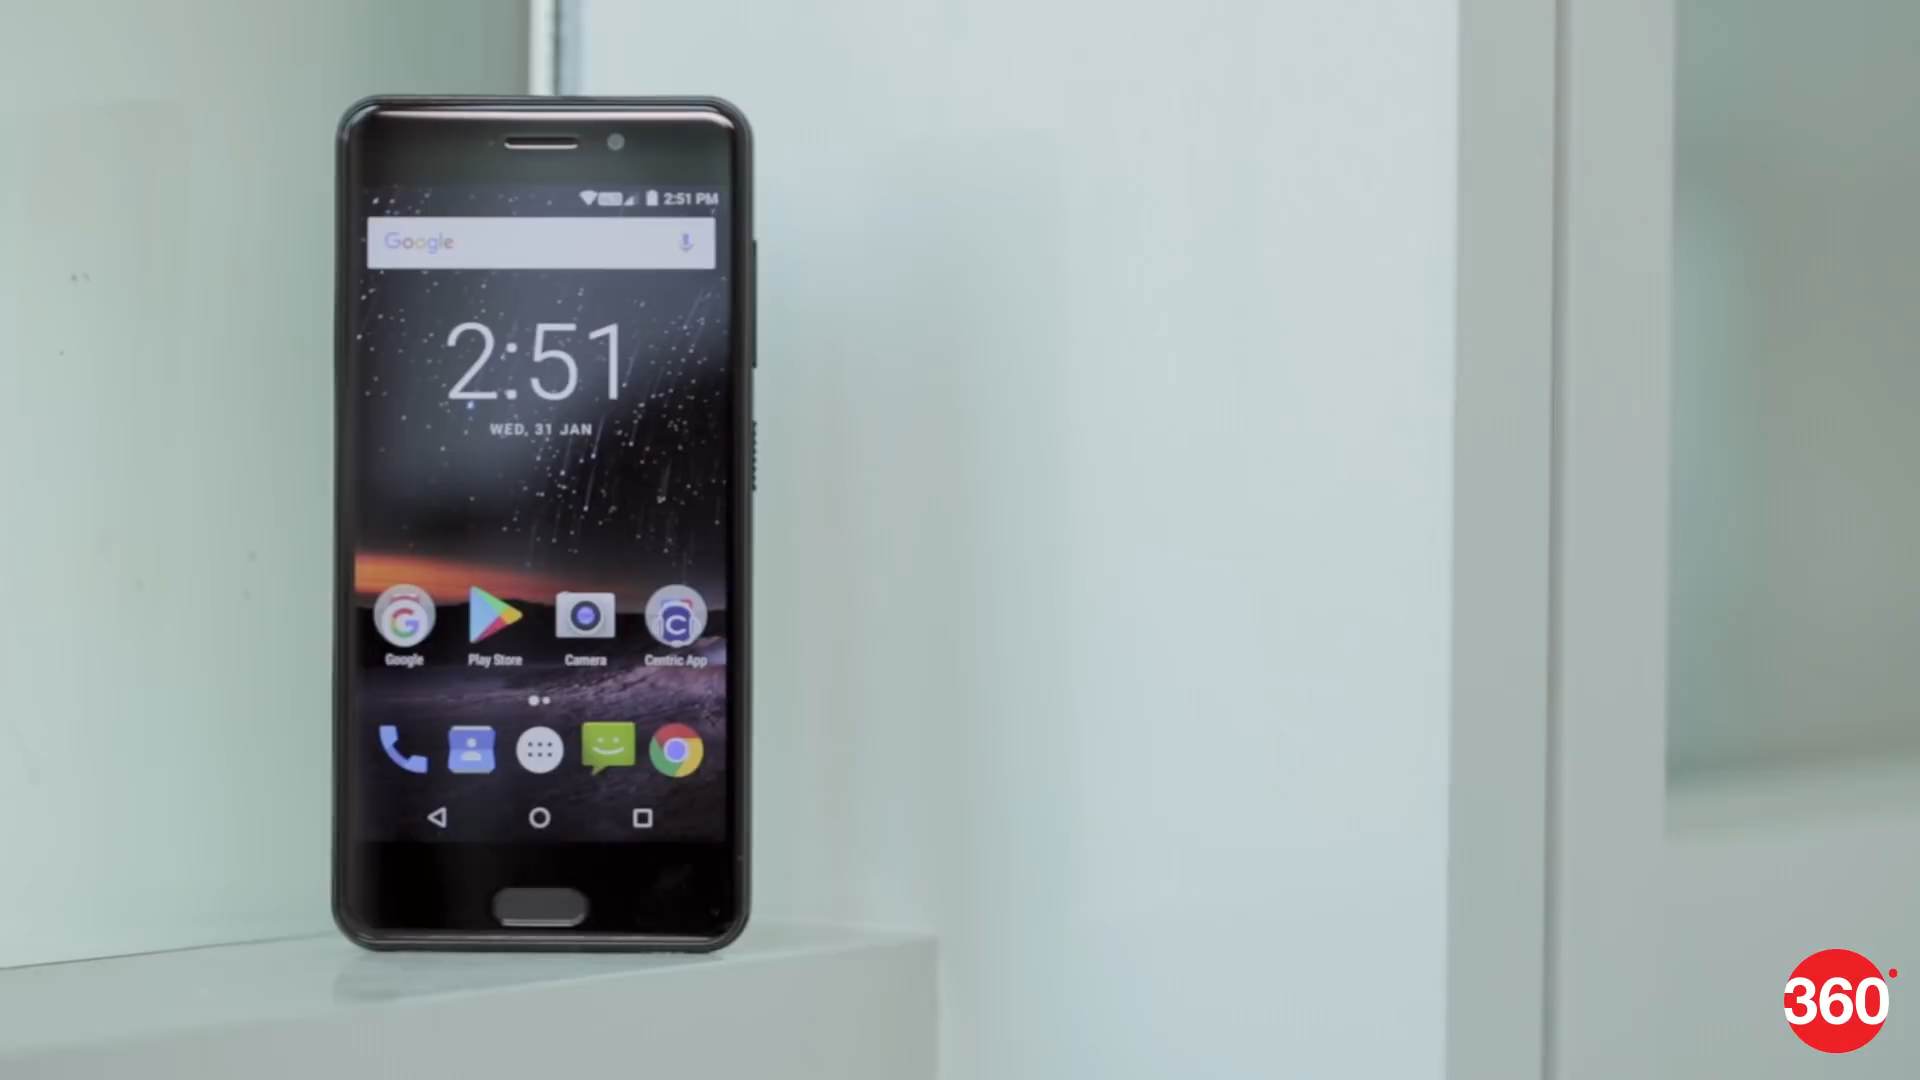 2:51 PM
Google
2:51
WED, 31 JAN
Google
Play Store
Camera
Centric App
360